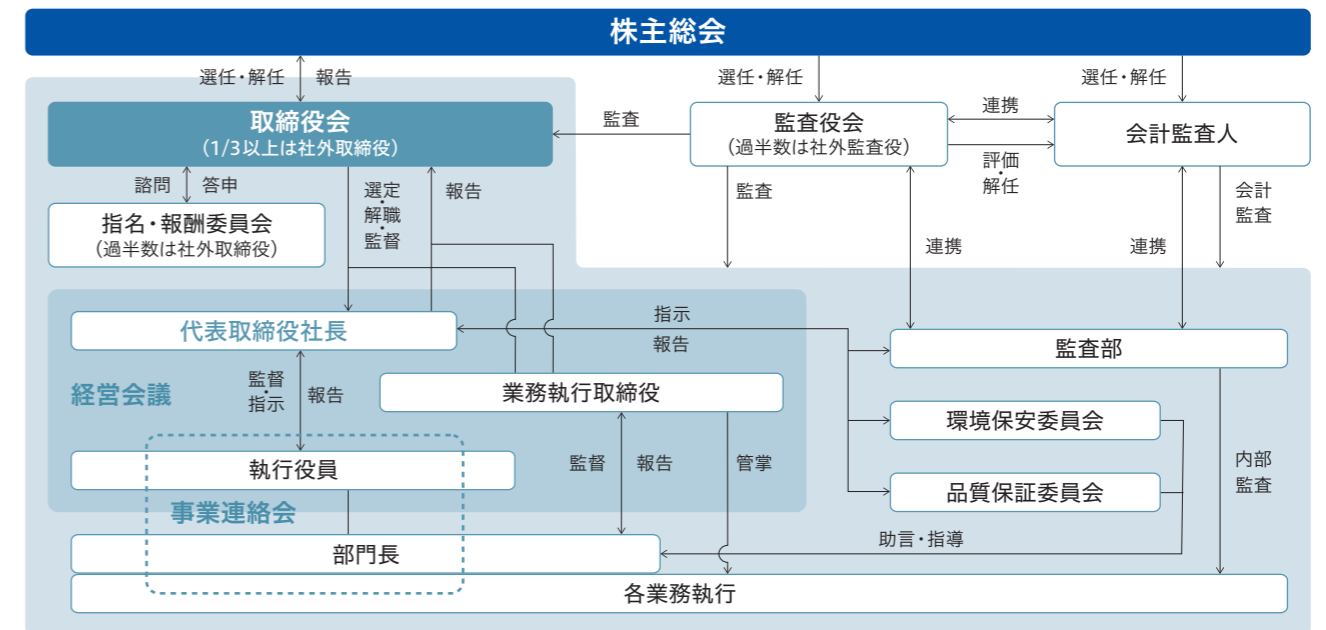 株主総会
選任・解任
報告
選任・解任
選任・解任
取締役会
（1/3以上は社外取締役）
監査
監査役会
（過半数は社外監査役）
連携
評価・解任
会計監査人
諮問
答申
選定・解職・監督
報告
監査
連携
連携
会計
監査
指名・報酬委員会
（過半数は社外取締役）
代表取締役社長
指示
報告
監査部
経営会議
監督・指示
報告
業務執行取締役
環境保安委員会
執行役員
監督
報告
管掌
品質保証委員会
内部
監査
事業連絡会
部門長
助言・指導
各業務執行